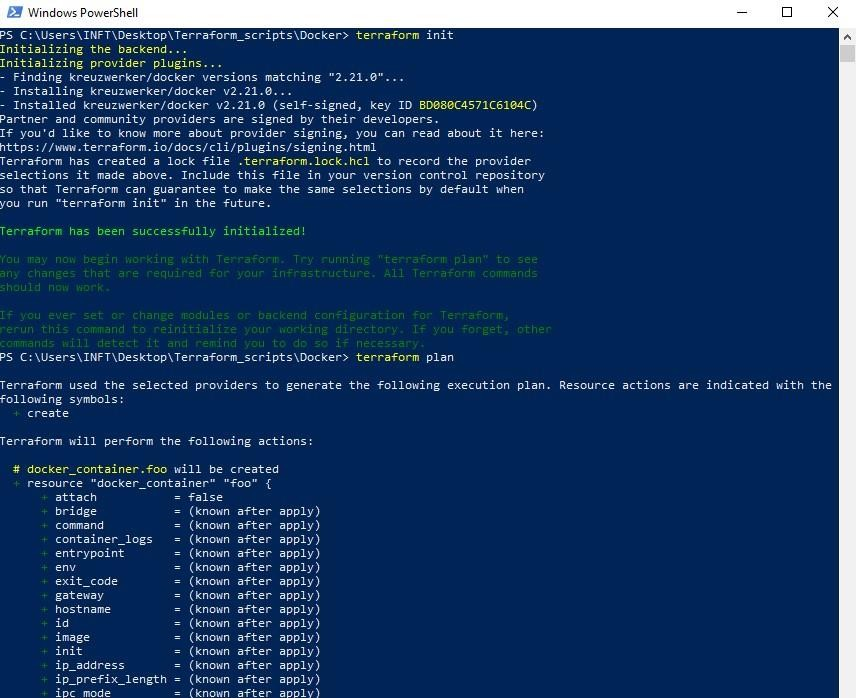 Windows PowerShell
PS C:\Users\INFT\Desktop\Terraform_scripts\Docker> terraform init
Initializing the backend...
Initializing provider plugins...
- Finding kreuzwerker/docker versions matching "2.21.0"...
- Installing kreuzwerker/docker v2.21.0...
- Installed kreuzwerker/docker v2.21.0 (self-signed, key ID BD080C4571C6104C)
Partner and community providers are signed by their developers.
If you'd like to know more about provider signing, you can read about it here:
https://www.terraform.io/docs/cli/plugins/signing.html
Terraform has created a lock file .terraform.lock.hcl to record the provider
selections it made above. Include this file in your version control repository
so that Terraform can guarantee to make the same selections by default when
you run "terraform init" in the future.
Terraform has been successfully initialized!
You may now begin working with Terraform. Try running "terraform plan" to see
any changes that are required for your infrastructure. All Terraform commands
should now work.
If you ever set or change modules or backend configuration for Terraform,
rerun this command to reinitialize your working directory. If you forget, other
commands will detect it and remind you to do so if necessary.
PS C:\Users\INFT\Desktop\Terraform_scripts\Docker> terraform plan
Terraform used the selected providers to generate the following execution plan. Resource actions are indicated with the
following symbols:
+ create
Terraform will perform the following actions:
# docker_container.foo will be created
+ resource "docker_container" "foo" {
+ attach = false
+ bridge = (known after apply)
+ command = (known after apply)
+ container_logs = (known after apply)
+ entrypoint = (known after apply)
+ env = (known after apply)
+ exit_code = (known after apply)
+ gateway = (known after apply)
+ hostname = (known after apply)
+ id = (known after apply)
+ image = (known after apply)
+ init = (known after apply)
+ ip_address = (known after apply)
+ ip_prefix_length = (known after apply)
+ ipc_mode = (known after apply)